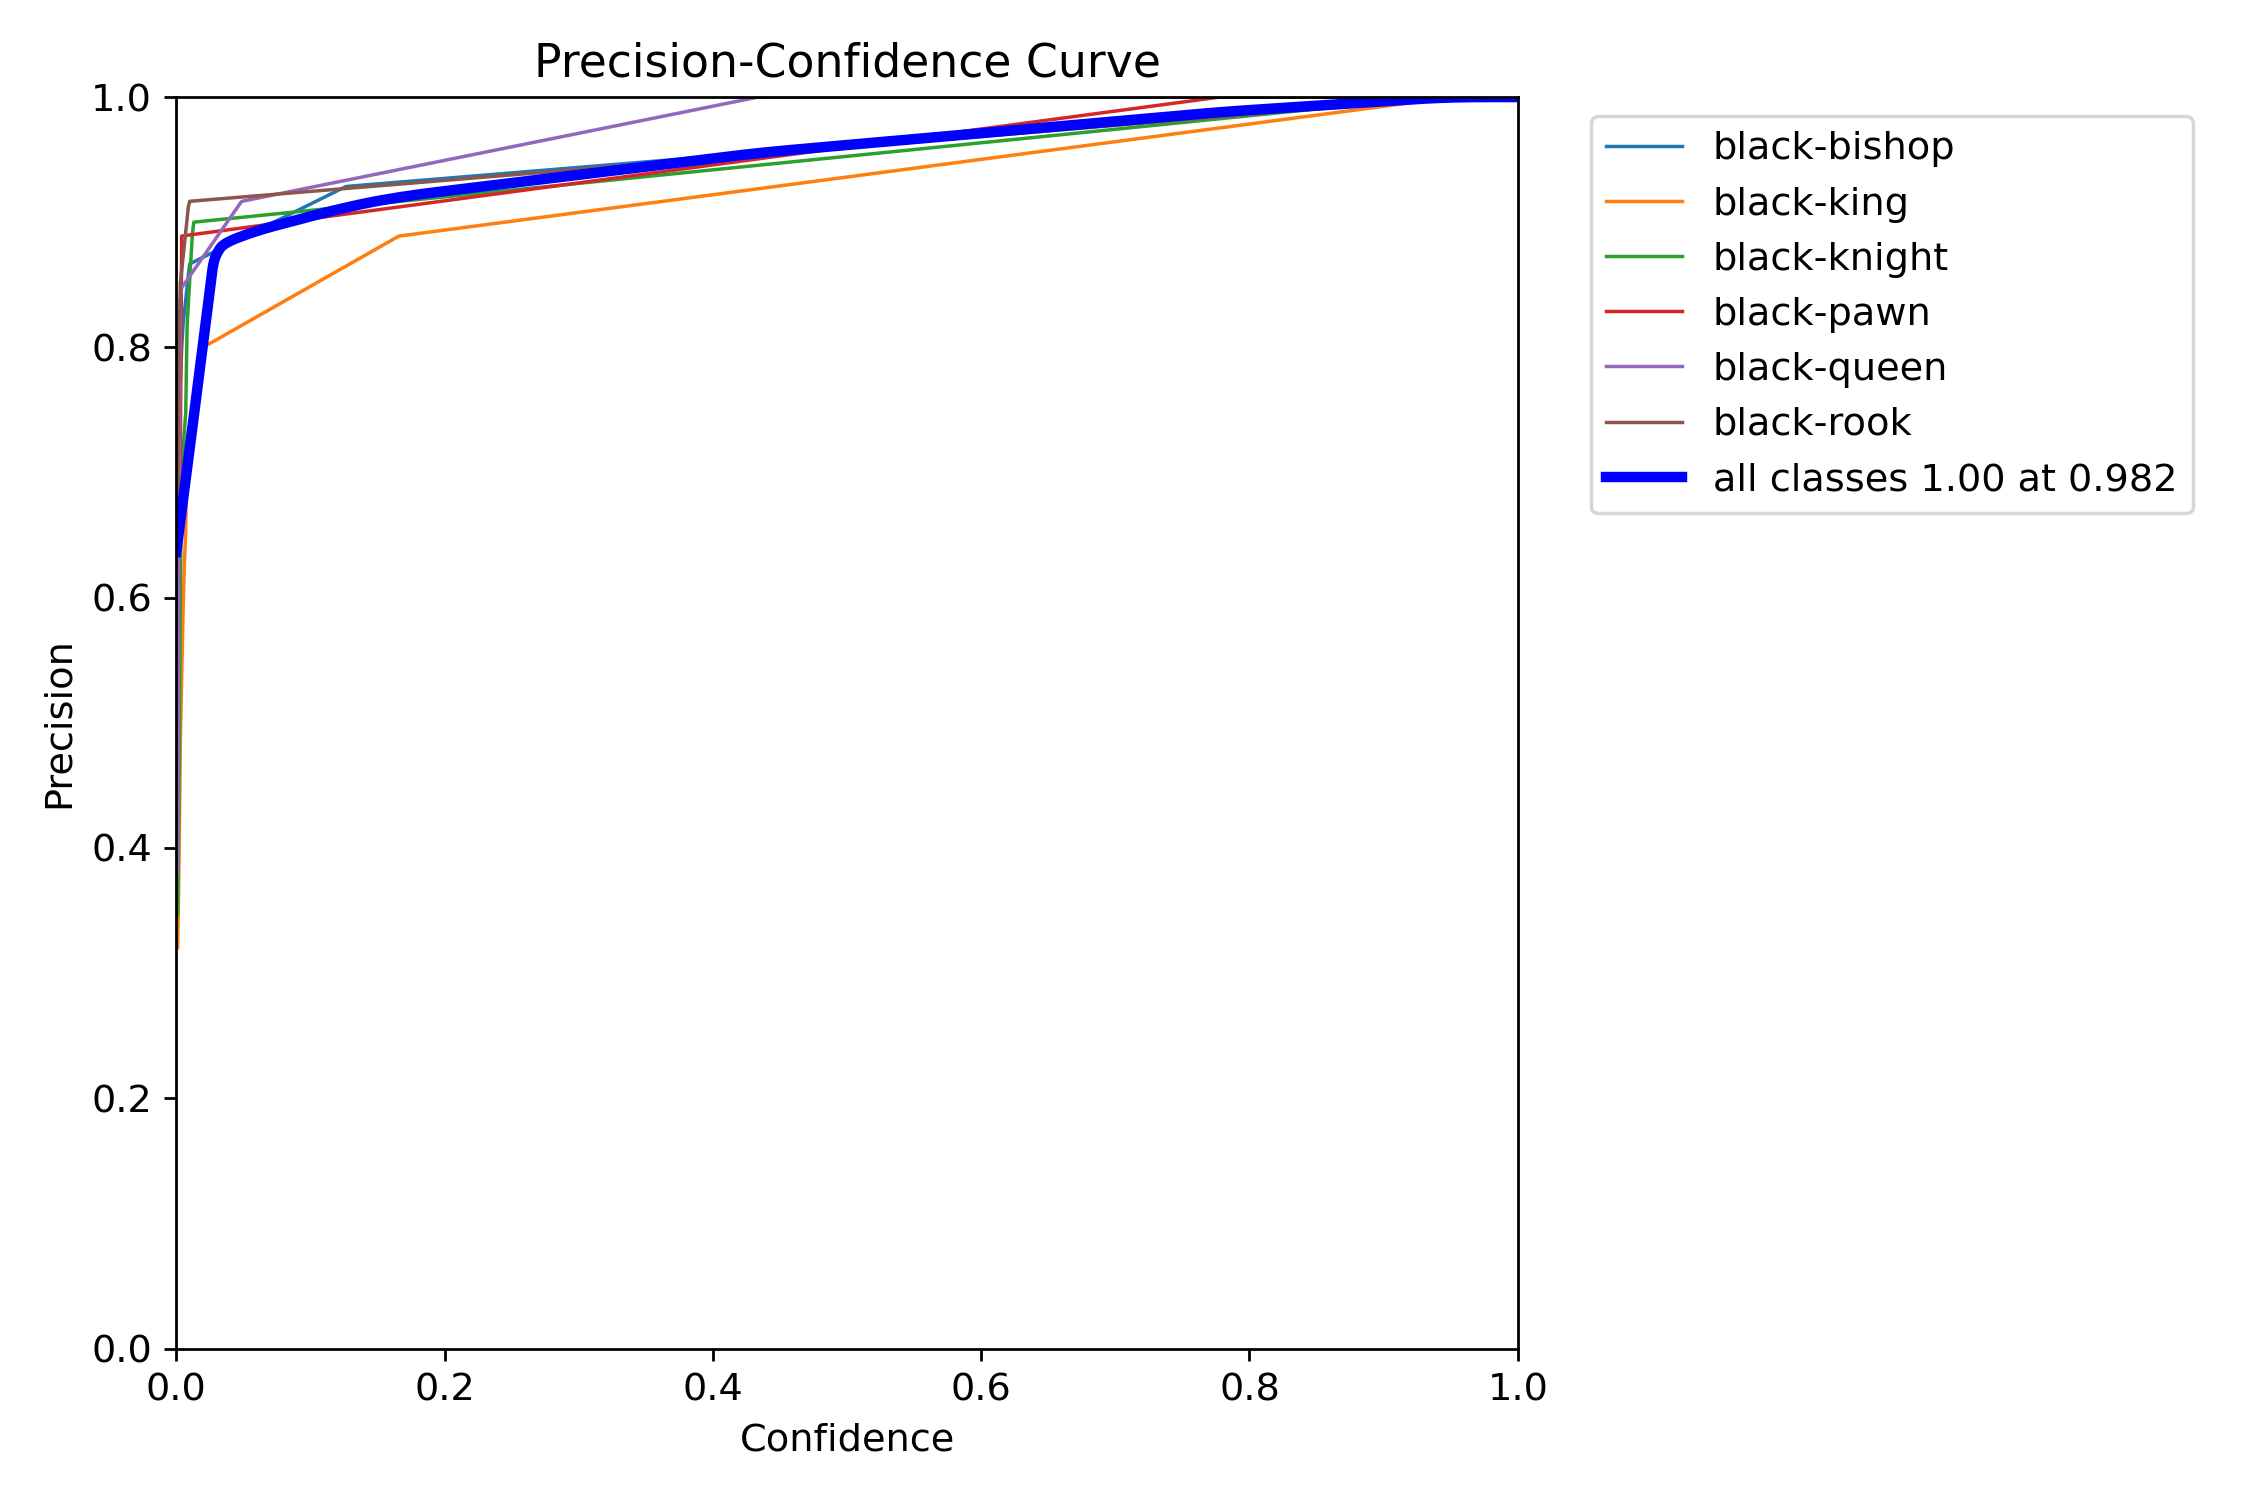 Precision-Confidence Curve
1.0
0.8
0.6
0.4
0.2
0.0
Precision
0.0 0.2 0.4 0.6 0.8 1.0
Confidence
black-bishop
black-king
black-knight
black-pawn
black-queen
black-rook
all classes 1.00 at 0.982